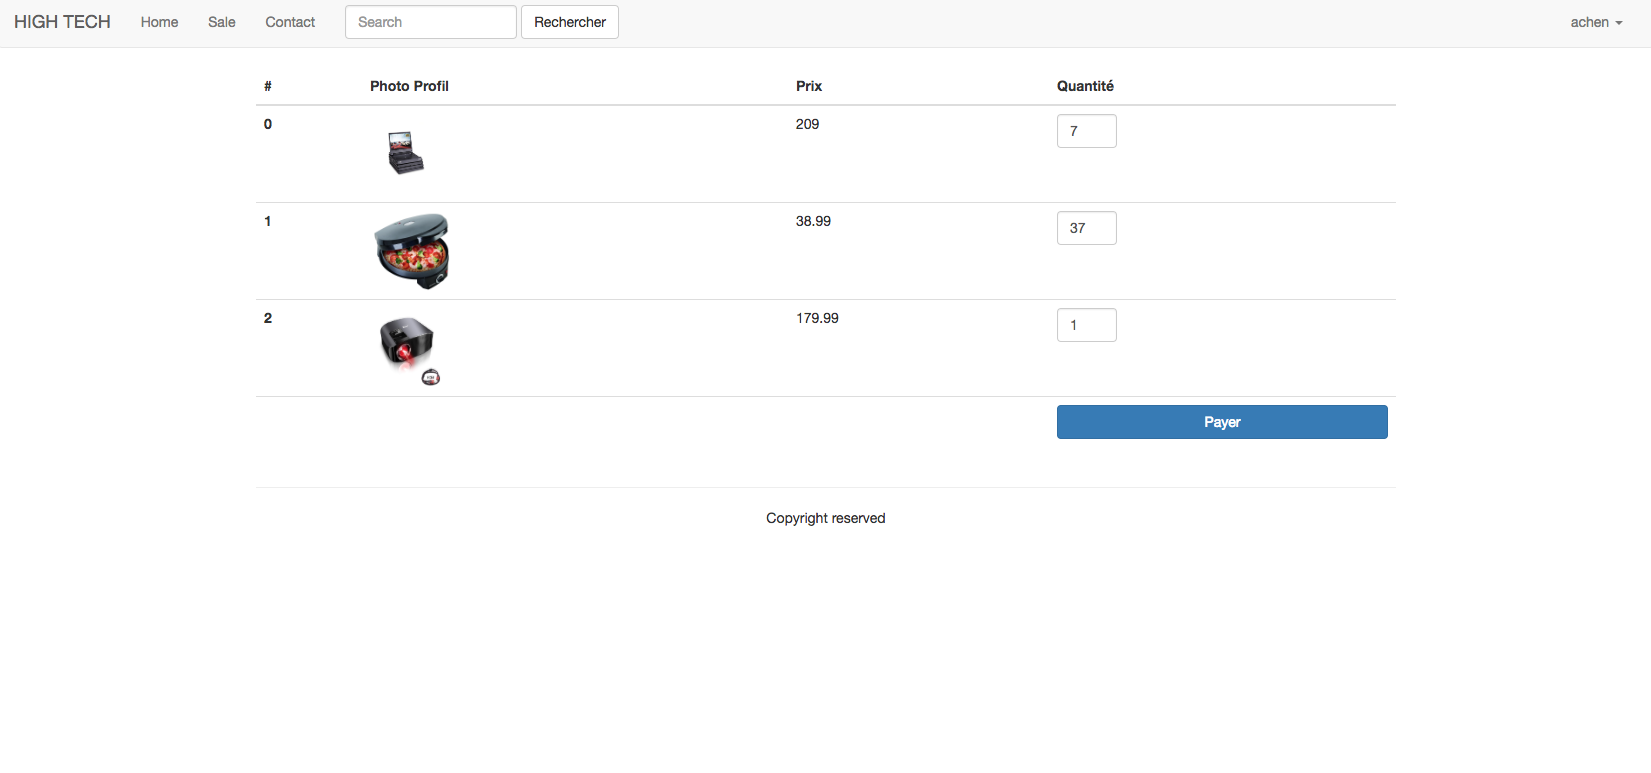 HIGH TECH Home Sale Contact Search Rechercher achen
# Photo Profil Prix Quantité
0 209 7
1 38.99 37
2 179.99 1
Payer
Copyright reserved